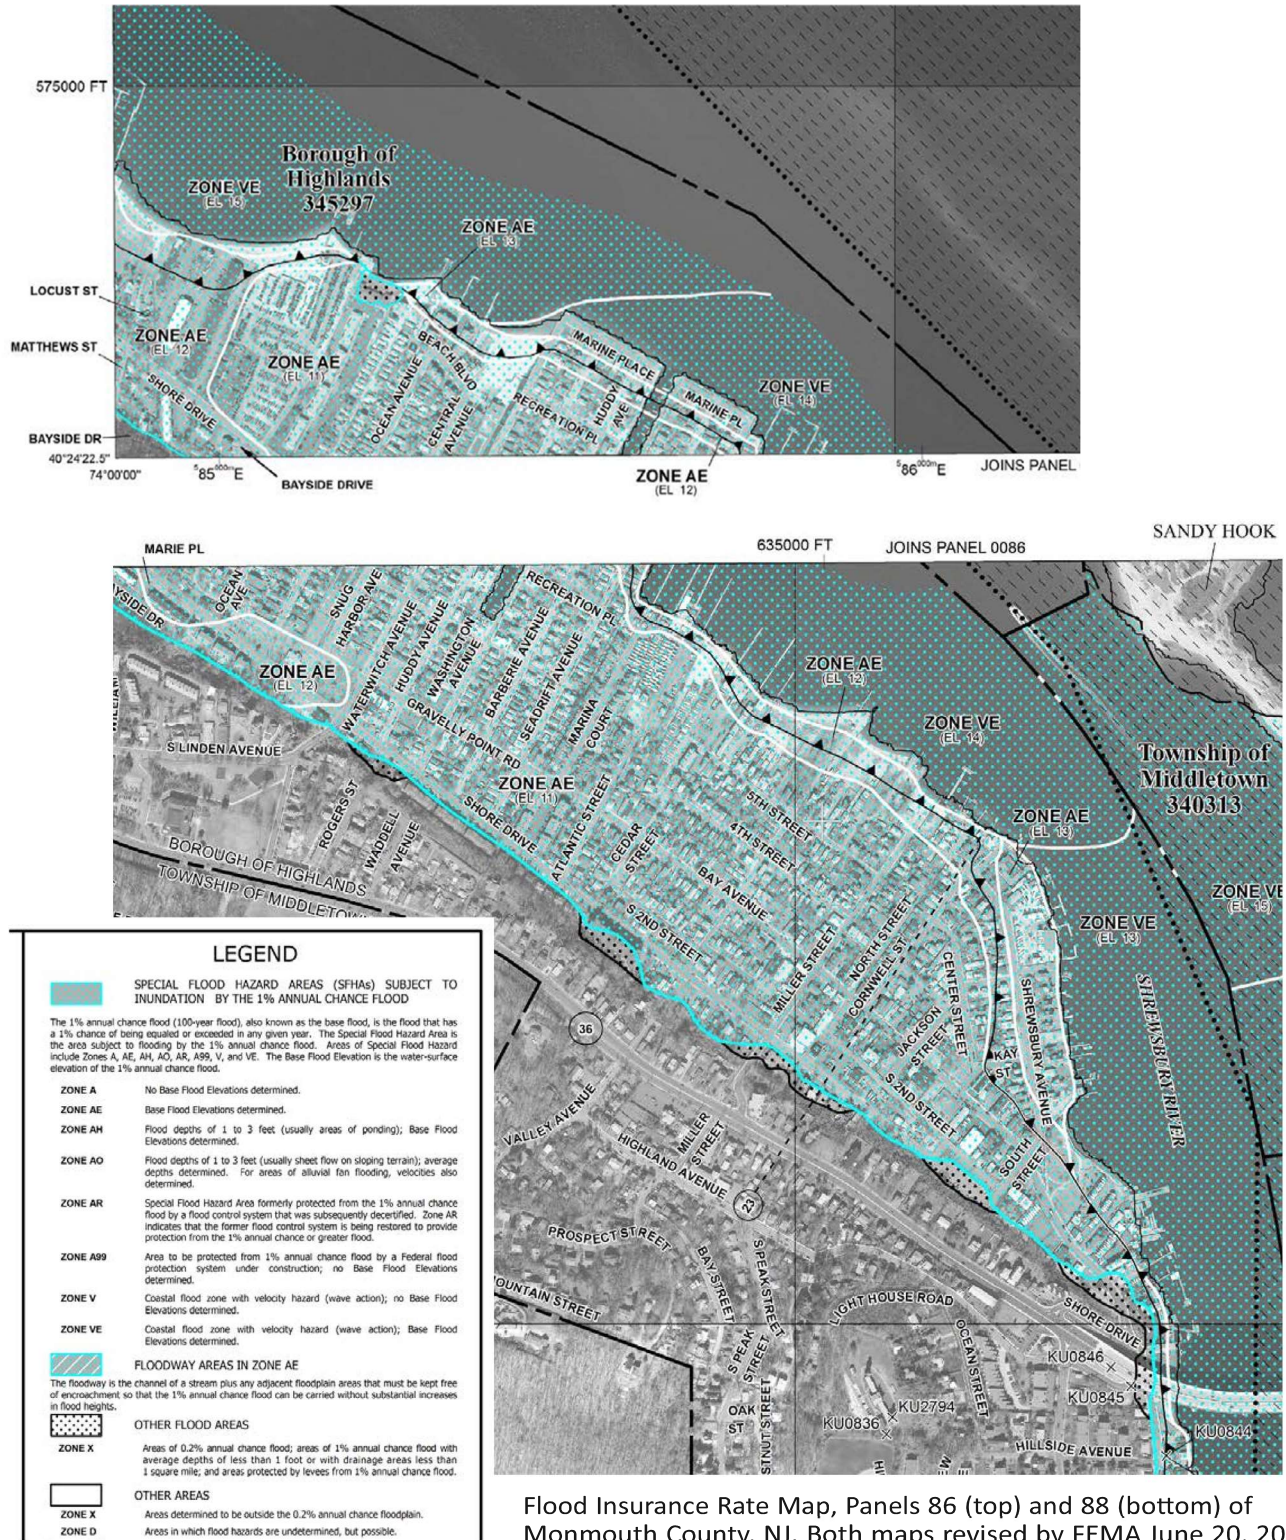 575000 FT
Borough of
Highlands
345297
ZONE VE
(EL 15)
ZONE AE
(EL 13)
LOCUST ST
ZONE AE
(EL 12)
MATTHEWS ST
ZONE AE
(EL 11)
SHORE DRIVE
BEACH BLVD
OCEAN AVENUE
CENTRAL
AVENUE
MARINE PLACE
RECREATION PL
HUDDY
AVE
MARINE PL
ZONE VE
(EL 14)
BAYSIDE DR
40°24'22.5"
74°00'00"
585000m E
BAYSIDE DRIVE
ZONE AE
(EL 12)
586000m E
JOINS PANEL
SANDY HOOK
MARIE PL
635000 FT
JOINS PANEL 0086
AYSIDE DR
OCEAN
AVE
SNUG
HARBOR AVE
WATERWITCH AVENUE
HUDDY AVENUE
WASHINGTON
AVENUE
BARBERIE AVENUE
SEADRIFT AVENUE
MARINA
COURT
RECREATION PL
GRAVELLY POINT RD
ZONE AE
(EL 12)
ZONE AE
(EL 12)
ZONE VE
(EL 14)
Township of
Middletown
340313
WILLIAM
S LINDEN AVENUE
ZONE AE
(EL 11)
SHORE DRIVE
ROGERS ST
WADDELL
AVENUE
BOROUGH OF HIGHLANDS
TOWNSHIP OF MIDDLETOW
ATLANTIC STREET
CEDAR
STREET
5TH STREET
4TH STREET
BAY AVENUE
S 2ND STREET
ZONE AE
(EL 13)
ZONE VE
(EL 15)
ZONE VE
(EL 13)
MILLER STREET
NORTH STREET
CORNWELL ST
CENTER STREET
JACKSON
STREET
SHREWSBURY AVENUE
KAY
ST
SHREWSBURY RIVER
S 2ND STREET
SOUTH
STREET
36
VALLEY AVENUE
MILLER
STREET
HIGHLAND AVENUE
23
PROSPECT STREET
BAY STREET
S PEAK STREET
OUNTAIN STREET
S PEAK
STREET
LIGHT HOUSE ROAD
OCEAN STREET
SHORE DRIVE
KU0846
KU0845
KU2794
KU0836
KU0844
OAK
ST
STNUT STREET
HILLSIDE AVENUE
LEGEND
SPECIAL FLOOD HAZARD AREAS (SFHAs) SUBJECT TO
INUNDATION BY THE 1% ANNUAL CHANCE FLOOD
The 1% annual chance flood (100-year flood), also known as the base flood, is the flood that has
a 1% chance of being equaled or exceeded in any given year. The Special Flood Hazard Area is
the area subject to flooding by the 1% annual chance flood. Areas of Special Flood Hazard
include Zones A, AE, AH, AO, AR, A99, V, and VE. The Base Flood Elevation is the water-surface
elevation of the 1% annual chance flood.
ZONE A No Base Flood Elevations determined.
ZONE AE Base Flood Elevations determined.
ZONE AH Flood depths of 1 to 3 feet (usually areas of ponding); Base Flood
Elevations determined.
ZONE AO Flood depths of 1 to 3 feet (usually sheet flow on sloping terrain); average
depths determined. For areas of alluvial fan flooding, velocities also
determined.
ZONE AR Special Flood Hazard Area formerly protected from the 1% annual chance
flood by a flood control system that was subsequently decertified. Zone AR
indicates that the former flood control system is being restored to provide
protection from the 1% annual chance or greater flood.
ZONE A99 Area to be protected from 1% annual chance flood by a Federal flood
protection system under construction; no Base Flood Elevations
determined.
ZONE V Coastal flood zone with velocity hazard (wave action); no Base Flood
Elevations determined.
ZONE VE Coastal flood zone with velocity hazard (wave action); Base Flood
Elevations determined.
FLOODWAY AREAS IN ZONE AE
The floodway is the channel of a stream plus any adjacent floodplain areas that must be kept free
of encroachment so that the 1% annual chance flood can be carried without substantial increases
in flood heights.
OTHER FLOOD AREAS
ZONE X Areas of 0.2% annual chance flood; areas of 1% annual chance flood with
average depths of less than 1 foot or with drainage areas less than
1 square mile; and areas protected by levees from 1% annual chance flood.
OTHER AREAS
ZONE X Areas determined to be outside the 0.2% annual chance floodplain.
ZONE D Areas in which flood hazards are undetermined, but possible.
Flood Insurance Rate Map, Panels 86 (top) and 88 (bottom) of
Monmouth County, NJ. Both maps revised by FEMA June 20, 20